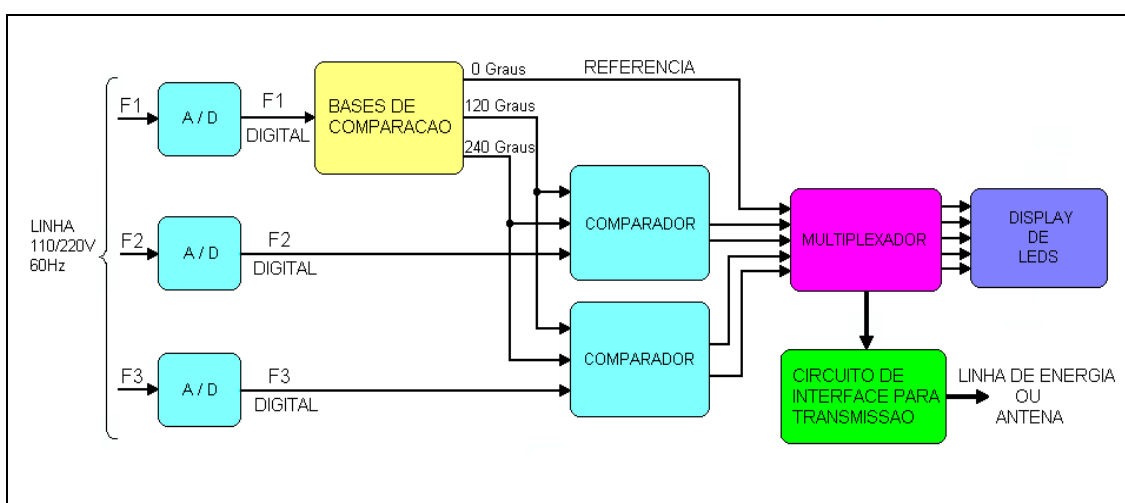 0 Graus
REFERENCIA
F1
A / D
F1
DIGITAL
BASES DE
COMPARACAO
120 Graus
240 Graus
LINHA
110/220V
60Hz
F2
A / D
F2
DIGITAL
COMPARADOR
MULTIPLEXADOR
DISPLAY
DE
LEDS
F3
A / D
F3
DIGITAL
COMPARADOR
CIRCUITO DE
INTERFACE PARA
TRANSMISSAO
LINHA DE ENERGIA
OU
ANTENA